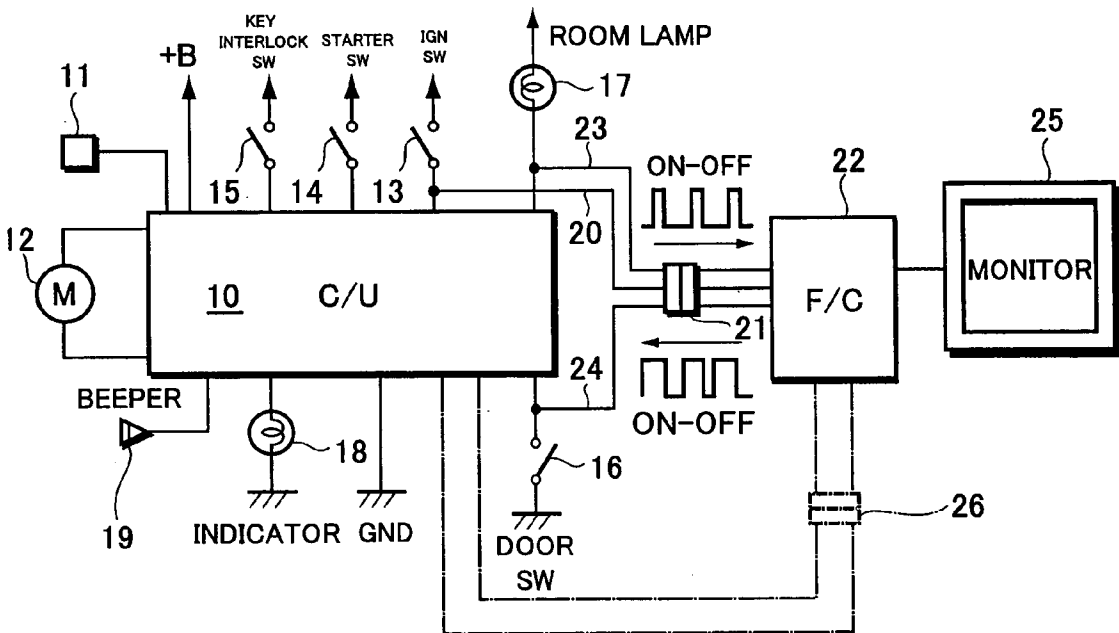 KEY
INTERLOCK
SW
STARTER
SW
IGN
SW
ROOM LAMP
+B
11
17
15
14
13
23
20
ON-OFF
22
25
12
M
10
C/U
F/C
MONITOR
21
24
ON-OFF
BEEPER
19
18
16
26
INDICATOR
GND
DOOR
SW